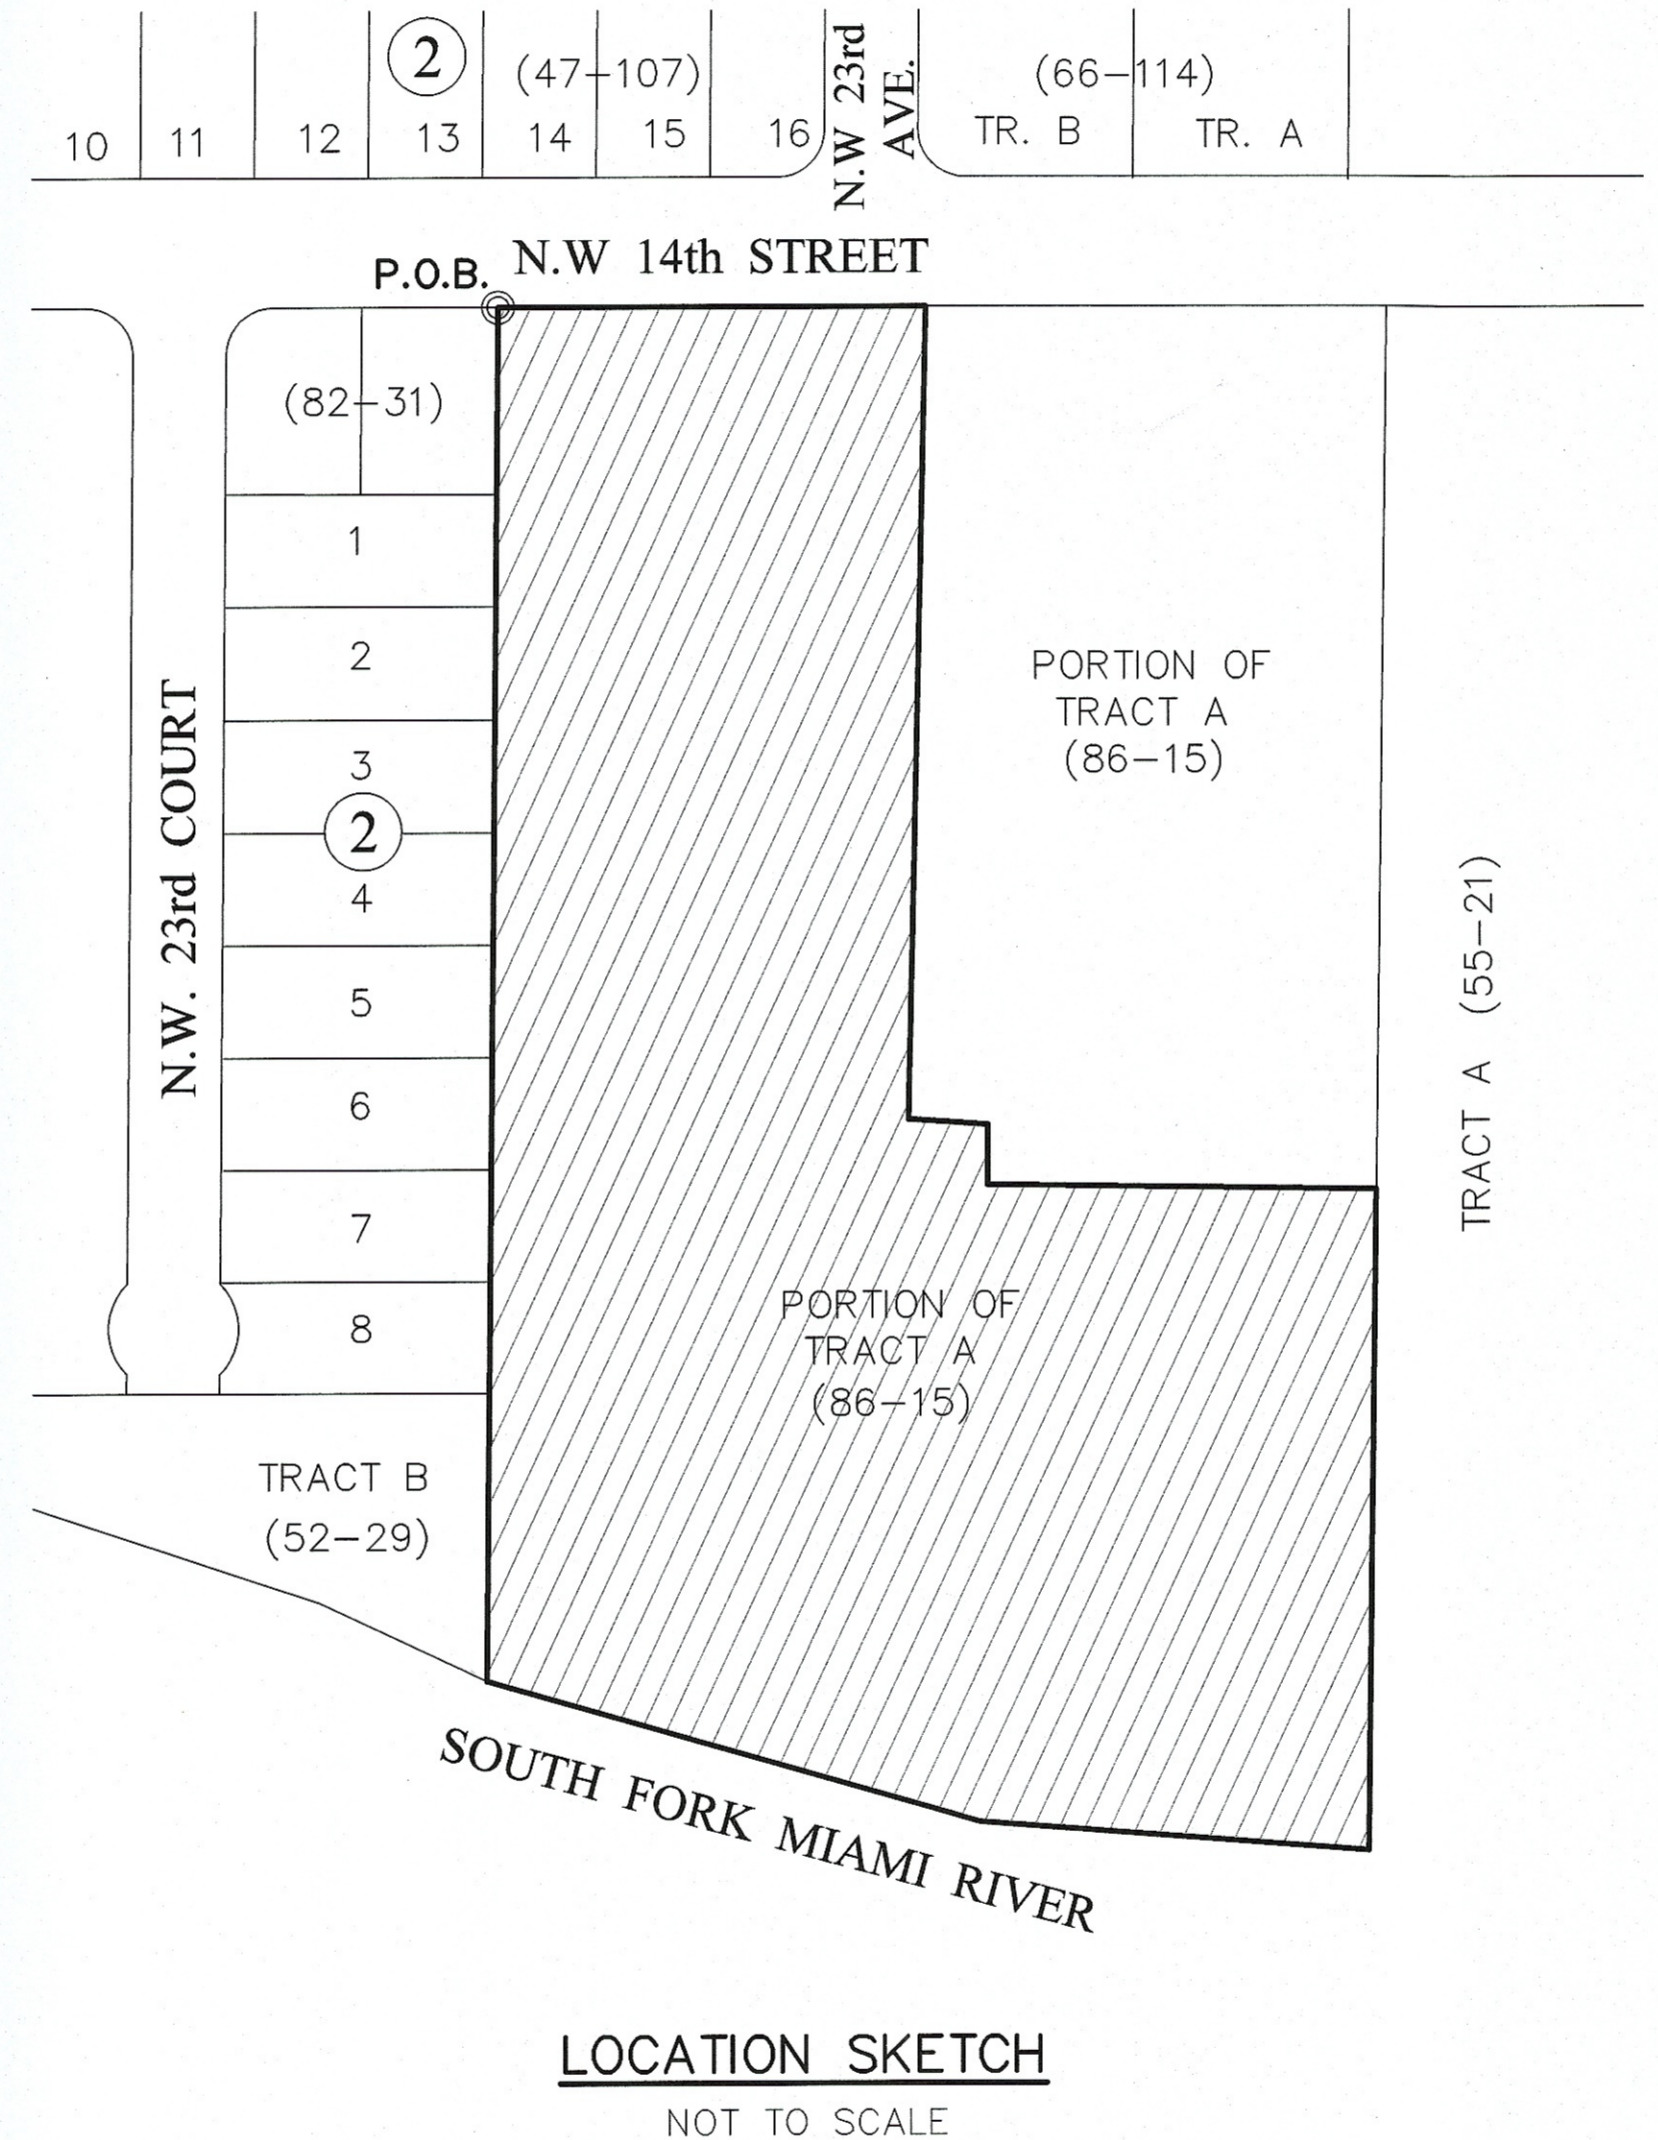 2
(47-107)
N.W 23rd
AVE.
(66-114)
10
11
12
13
14
15
16
TR. B
TR. A
P.O.B.
N.W 14th STREET
(82-31)
1
2
3
2
4
5
6
7
8
N.W. 23rd COURT
PORTION OF
TRACT A
(86-15)
TRACT A (55-21)
PORTION OF
TRACT A
(86-15)
TRACT B
(52-29)
SOUTH FORK MIAMI RIVER
LOCATION SKETCH
NOT TO SCALE